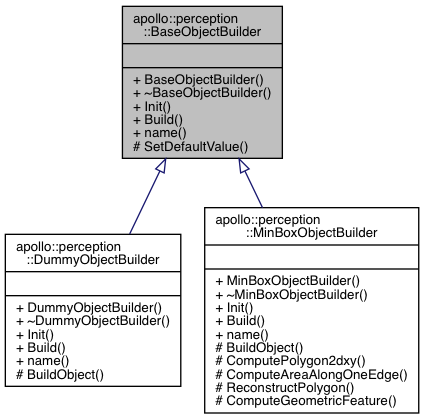 apollo::perception
::BaseObjectBuilder
+ BaseObjectBuilder()
+ ~BaseObjectBuilder()
+ Init()
+ Build()
+ name()
# SetDefaultValue()
apollo::perception
::DummyObjectBuilder
+ DummyObjectBuilder()
+ ~DummyObjectBuilder()
+ Init()
+ Build()
+ name()
# BuildObject()
apollo::perception
::MinBoxObjectBuilder
+ MinBoxObjectBuilder()
+ ~MinBoxObjectBuilder()
+ Init()
+ Build()
+ name()
# BuildObject()
# ComputePolygon2dxy()
# ComputeAreaAlongOneEdge()
# ReconstructPolygon()
# ComputeGeometricFeature()